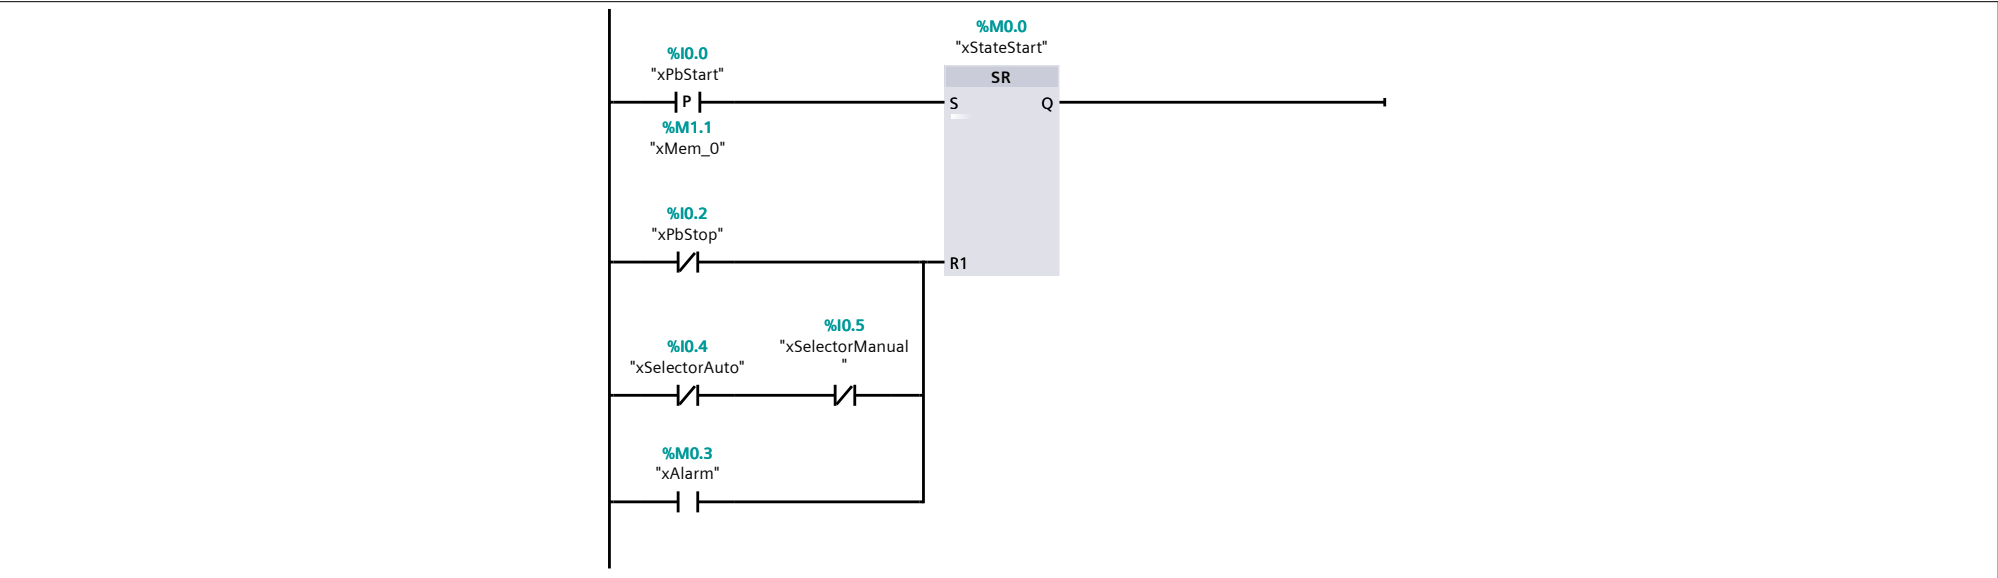 %M0.0
"xStateStart"
%I0.0
"xPbStart"
SR
P
S
Q
%M1.1
"xMem_0"
%I0.2
"xPbStop"
R1
%I0.5
"xSelectorManual
"
%I0.4
"xSelectorAuto"
%M0.3
"xAlarm"